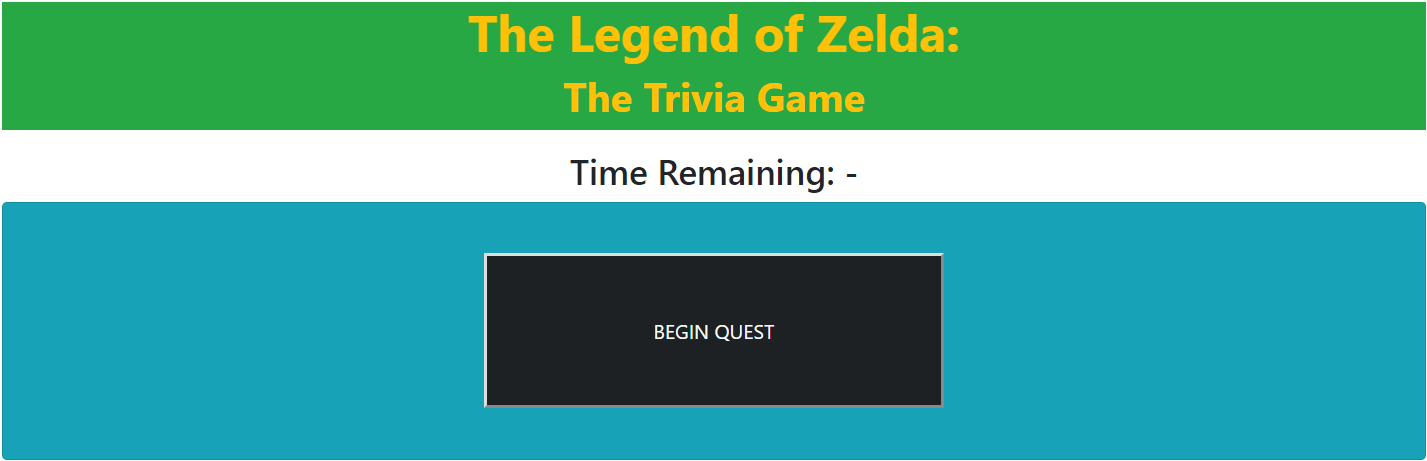 The Legend of Zelda:
The Trivia Game
Time Remaining: -
BEGIN QUEST